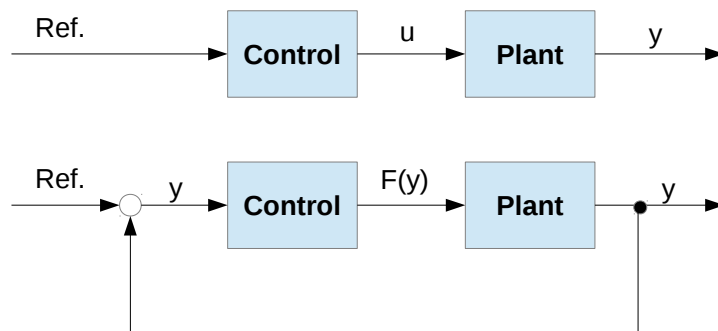 Ref.
Control
u
Plant
y
Ref.
y
Control
F(y)
Plant
y